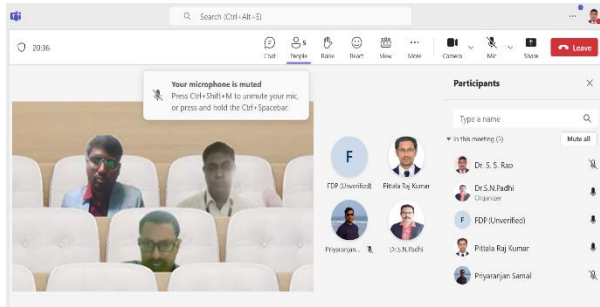 Search (Ctrl+Alt+E)
20:36
Chat
5
People
Raise
React
View
More
Camera
Mic
Share
Leave
Your microphone is muted
Press Ctrl+Shift+M to unmute your mic,
or press and hold the Ctrl+Spacebar.
F
FDP (Unverified)
Pittala Raj Kumar
Priyaranjan...
Dr.S.N.Padhi
Participants
Type a name
In this meeting (5)
Mute all
Dr. S. S. Rao
Dr.S.N.Padhi
Organizer
F
FDP (Unverified)
Pittala Raj Kumar
Priyaranjan Samal